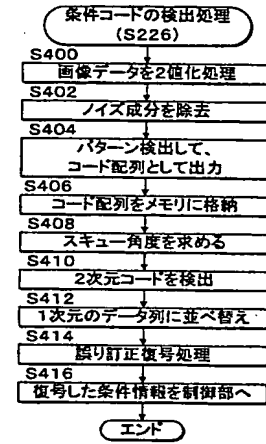 条件コードの検出処理
(S226)
S400
画像データを2値化処理
S402
ノイズ成分を除去
S404
パターン検出して、
コード配列として出力
S406
コード配列をメモリに格納
S408
スキュー角度を求める
S410
2次元コードを検出
S412
1次元のデータ列に並べ替え
S414
誤り訂正復号処理
S416
復号した条件情報を制御部へ
エンド